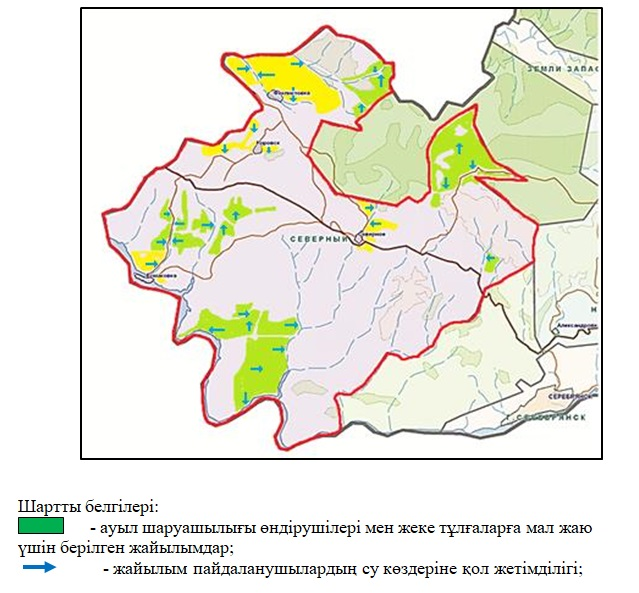 ЗЕМЛИ ЗАПАС
СЕВЕРНЫЙ
СЕРЕБРЯНСК
Шартты белгілері:
- ауыл шаруашылығы өндірушілері мен жеке тұлғаларға мал жаю
үшін берілген жайылымдар;
- жайылым пайдаланушылардың су көздеріне қол жетімділігі;